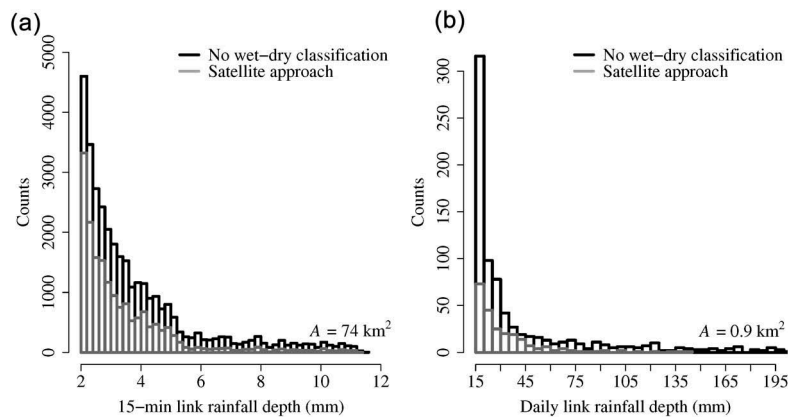 (a)
No wet-dry classification
Satellite approach
Counts
5000
4000
3000
2000
1000
0
A = 74 km²
2 4 6 8 10 12
15-min link rainfall depth (mm)
(b)
No wet-dry classification
Satellite approach
Counts
300
250
200
150
100
50
0
A = 0.9 km²
15 45 75 105 135 165 195
Daily link rainfall depth (mm)